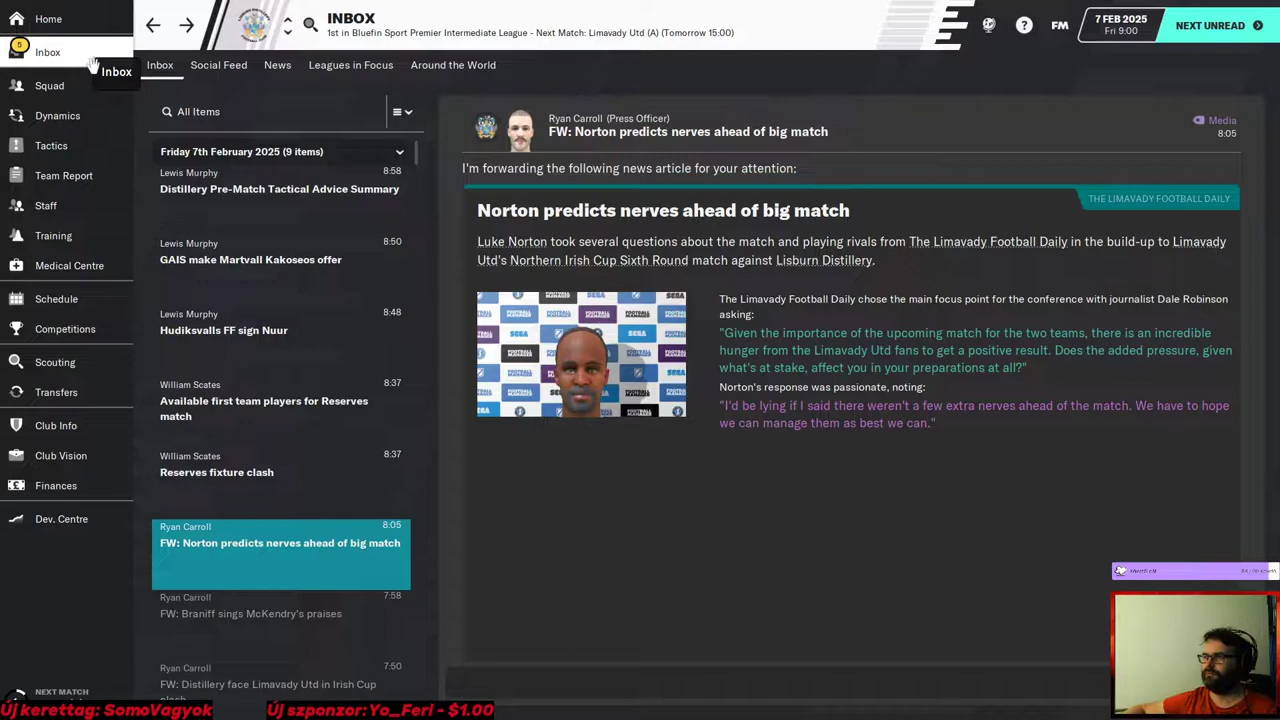 Home
INBOX
1st in Bluefin Sport Premier Intermediate League - Next Match: Limavady Utd (A) (Tomorrow 15:00)
FM
7 FEB 2025
Fri 9:00
NEXT UNREAD
5
Inbox
Inbox
Squad
Dynamics
Tactics
Team Report
Staff
Training
Medical Centre
Schedule
Competitions
Scouting
Transfers
Club Info
Club Vision
Finances
Dev. Centre
NEXT MATCH
Inbox
Social Feed
News
Leagues in Focus
Around the World
All Items
Friday 7th February 2025 (9 items)
Lewis Murphy 8:58
Distillery Pre-Match Tactical Advice Summary
Lewis Murphy 8:50
GAIS make Martvall Kakoseos offer
Lewis Murphy 8:48
Hudiksvalls FF sign Nuur
William Scates 8:37
Available first team players for Reserves
match
William Scates 8:37
Reserves fixture clash
Ryan Carroll 8:05
FW: Norton predicts nerves ahead of big match
Ryan Carroll 7:58
FW: Braniff sings McKendry's praises
Ryan Carroll 7:50
FW: Distillery face Limavady Utd in Irish Cup
clash
Ryan Carroll (Press Officer)
FW: Norton predicts nerves ahead of big match
Media
8:05
I'm forwarding the following news article for your attention:
THE LIMAVADY FOOTBALL DAILY
Norton predicts nerves ahead of big match
Luke Norton took several questions about the match and playing rivals from The Limavady Football Daily in the build-up to Limavady
Utd's Northern Irish Cup Sixth Round match against Lisburn Distillery.
SEGA
FOOTBALL MANAGER
The Limavady Football Daily chose the main focus point for the conference with journalist Dale Robinson
asking:
"Given the importance of the upcoming match for the two teams, there is an incredible
hunger from the Limavady Utd fans to get a positive result. Does the added pressure, given
what's at stake, affect you in your preparations at all?"
Norton's response was passionate, noting:
"I'd be lying if I said there weren't a few extra nerves ahead of the match. We have to hope
we can manage them as best we can."
Új kerettag: SomoVagyok
Új szponzor: Yo_Feri - $1.00